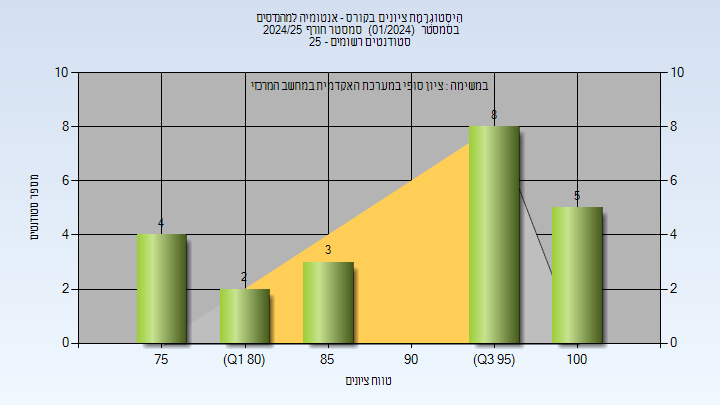 היסטוגרמת ציונים בקורס - אנטומיה למהנדסים
בסמסטר (01/2024) סמסטר חורף 2024/25
סטודנטים רשומים - 25
במשימה : ציון סופי במערכת האקדמית במחשב המרכזי
10 10
8 8
6 6
4 4
2 2
0 0
4
2
3
8
5
מספר סטודנטים
75 (Q1 80) 85 90 (Q3 95) 100
טווח ציונים